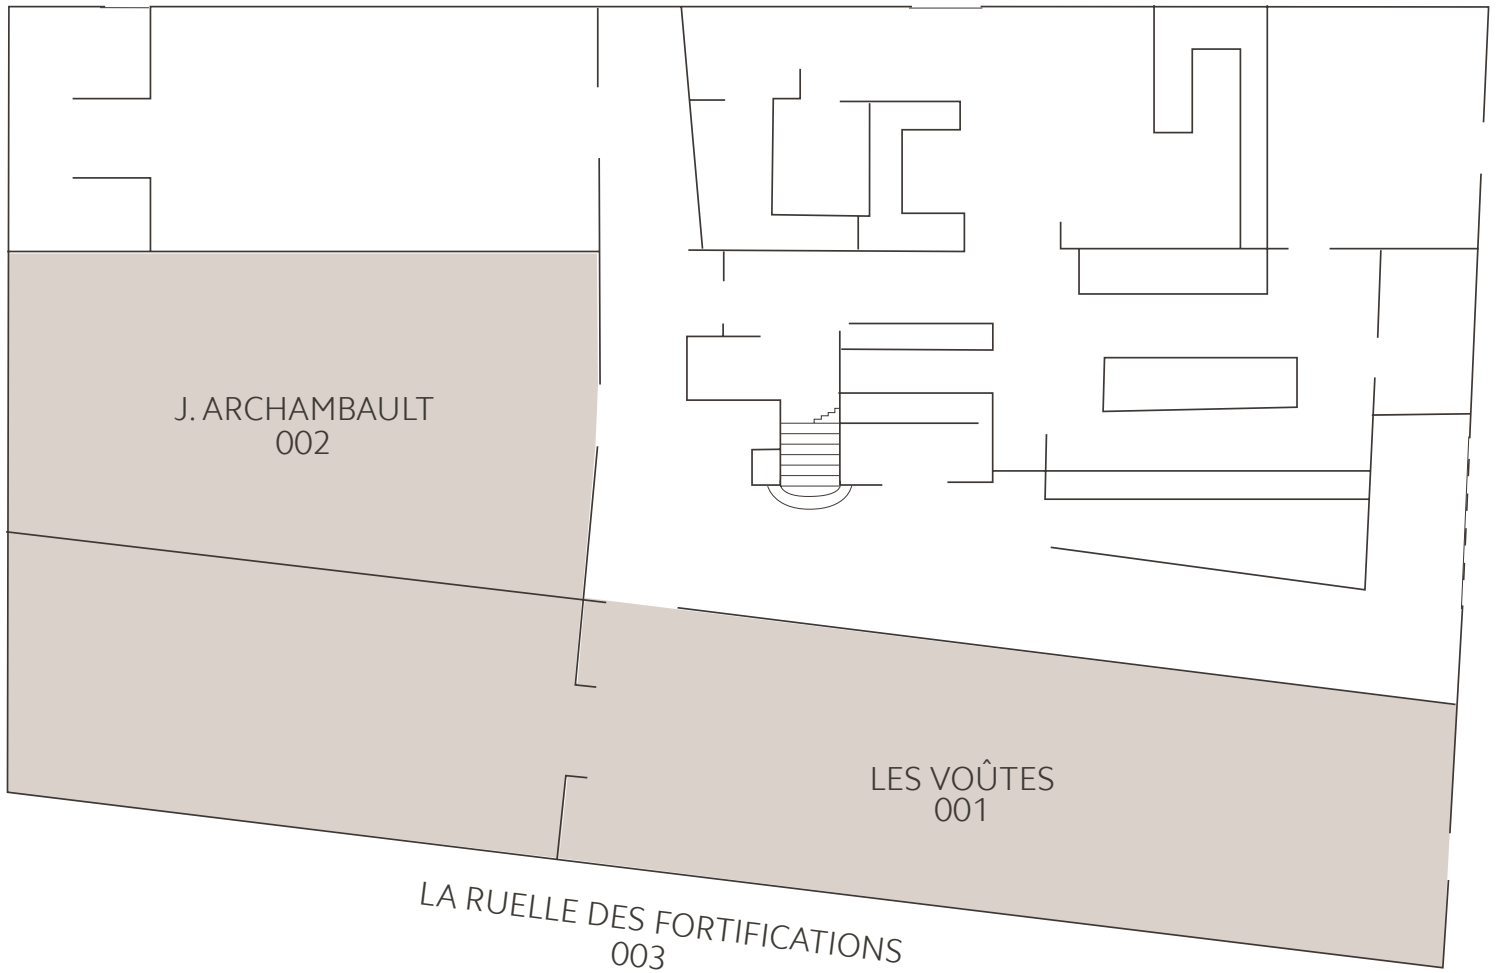 J. ARCHAMBAULT
002
LES VOÛTES
001
LA RUELLE DES FORTIFICATIONS
003